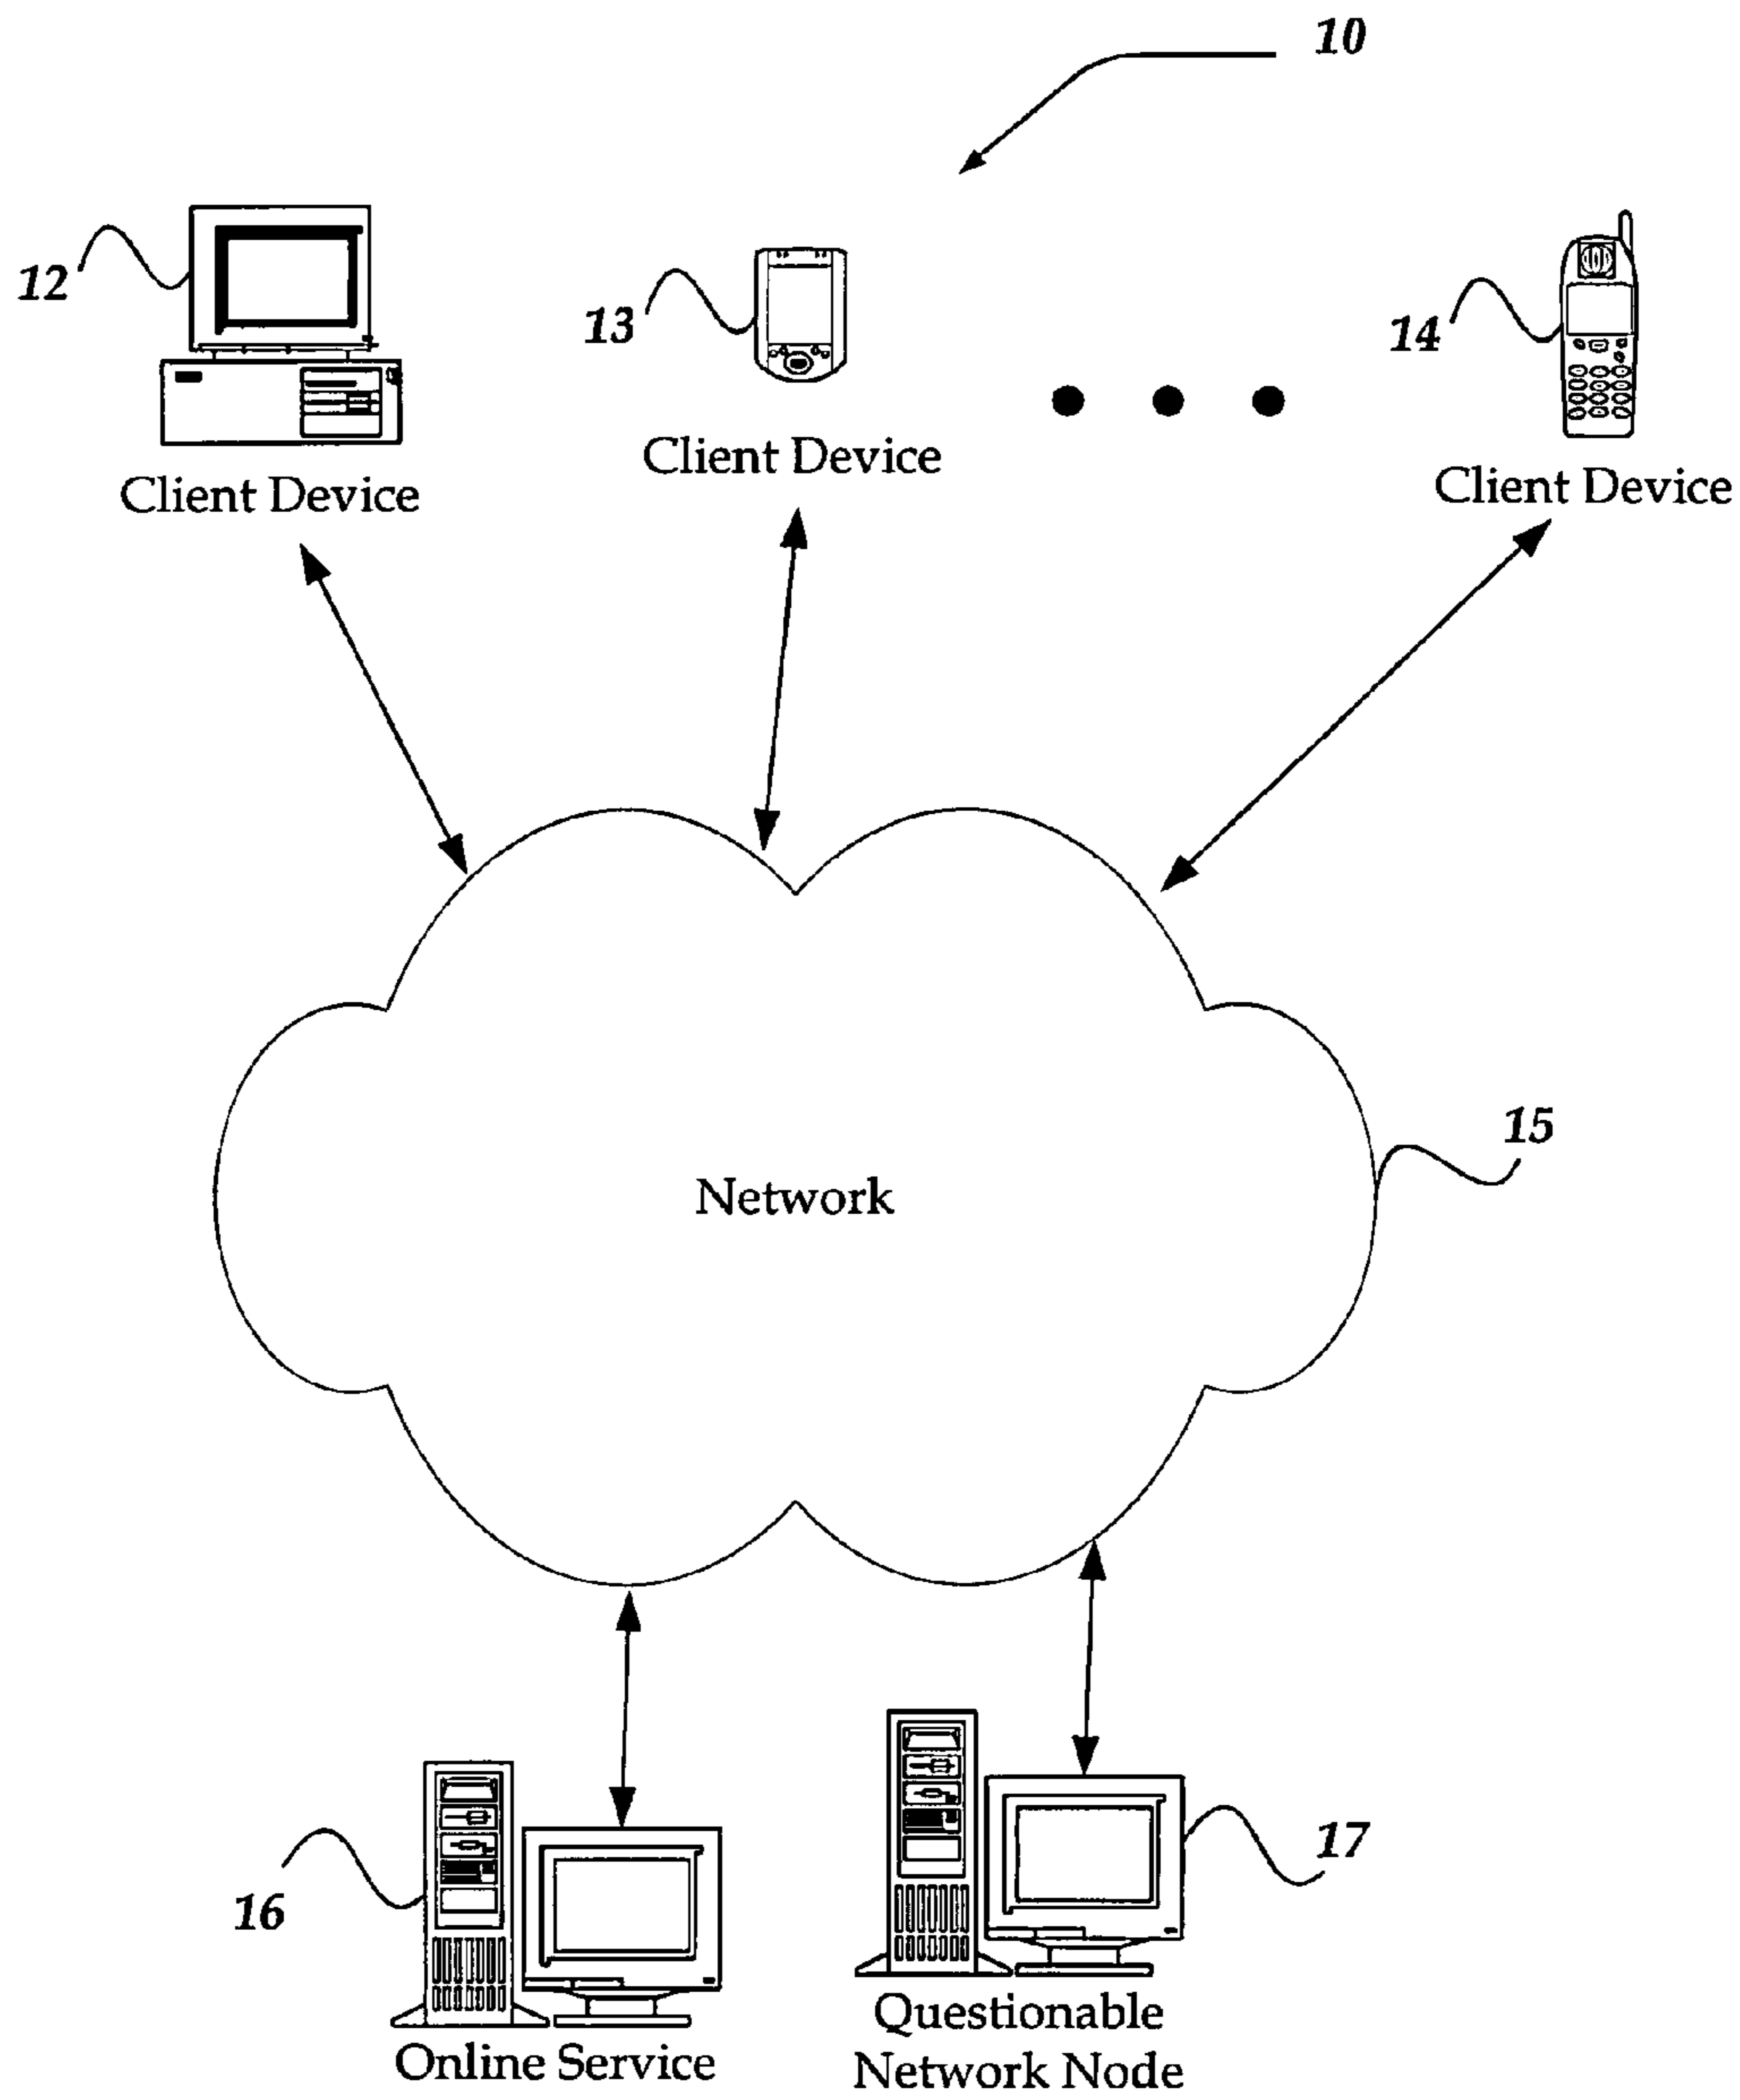 10
12
13
14
Client Device
Client Device
Client Device
15
Network
16
17
Online Service
Questionable
Network Node